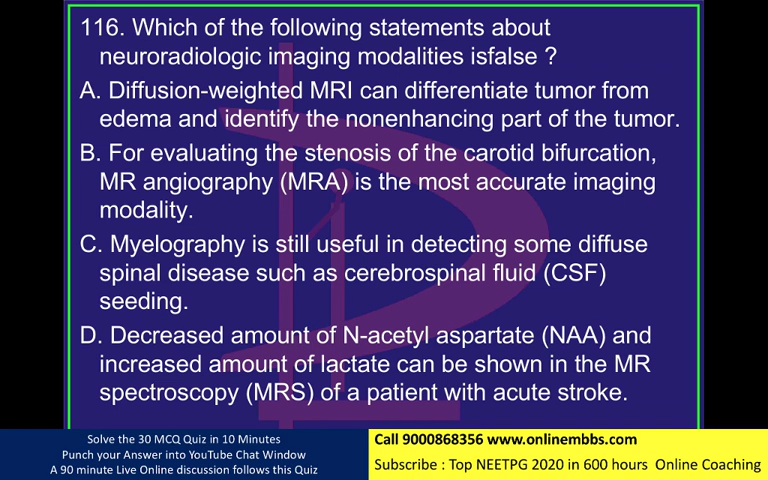 116. Which of the following statements about
neuroradiologic imaging modalities isfalse ?
A. Diffusion-weighted MRI can differentiate tumor from
edema and identify the nonenhancing part of the tumor.
B. For evaluating the stenosis of the carotid bifurcation,
MR angiography (MRA) is the most accurate imaging
modality.
C. Myelography is still useful in detecting some diffuse
spinal disease such as cerebrospinal fluid (CSF)
seeding.
D. Decreased amount of N-acetyl aspartate (NAA) and
increased amount of lactate can be shown in the MR
spectroscopy (MRS) of a patient with acute stroke.
Solve the 30 MCQ Quiz in 10 Minutes
Punch your Answer into YouTube Chat Window
A 90 minute Live Online discussion follows this Quiz
Call 9000868356 www.onlinembbs.com
Subscribe : Top NEETPG 2020 in 600 hours Online Coaching